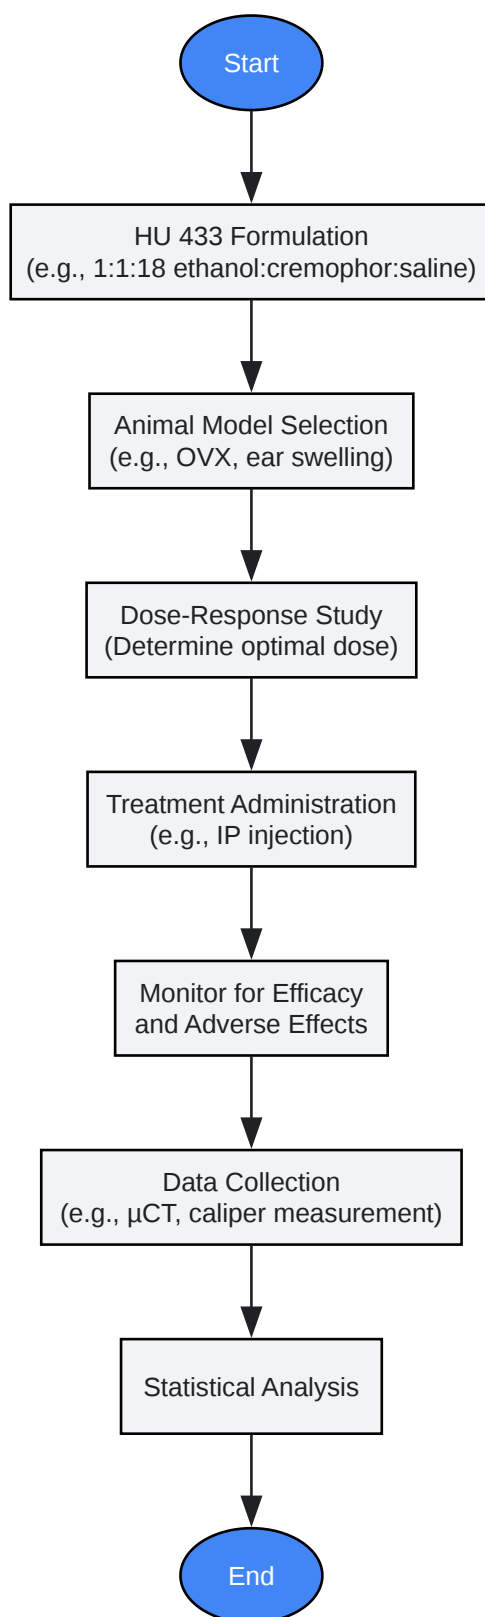 Start
HU 433 Formulation
(e.g., 1:1:18 ethanol:cremophor:saline)
Animal Model Selection
(e.g., OVX, ear swelling)
Dose-Response Study
(Determine optimal dose)
Treatment Administration
(e.g., IP injection)
Monitor for Efficacy
and Adverse Effects
Data Collection
(e.g., µCT, caliper measurement)
Statistical Analysis
End